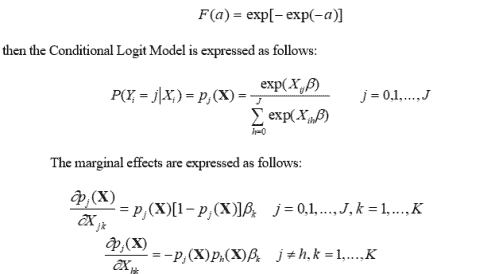 F(a) = exp[− exp(−a)]
then the Conditional Logit Model is expressed as follows:
P(Y_i = j|X_i) = p_j(X) = exp(X_ij β) / ∑_{h=0}^{J} exp(X_ih β)    j = 0,1,...,J
The marginal effects are expressed as follows:
∂p_j(X) / ∂X_jk = p_j(X)[1 − p_j(X)]β_k    j = 0,1,...,J, k = 1,...,K
∂p_j(X) / ∂X_hk = −p_j(X)p_h(X)β_k    j ≠ h, k = 1,...,K